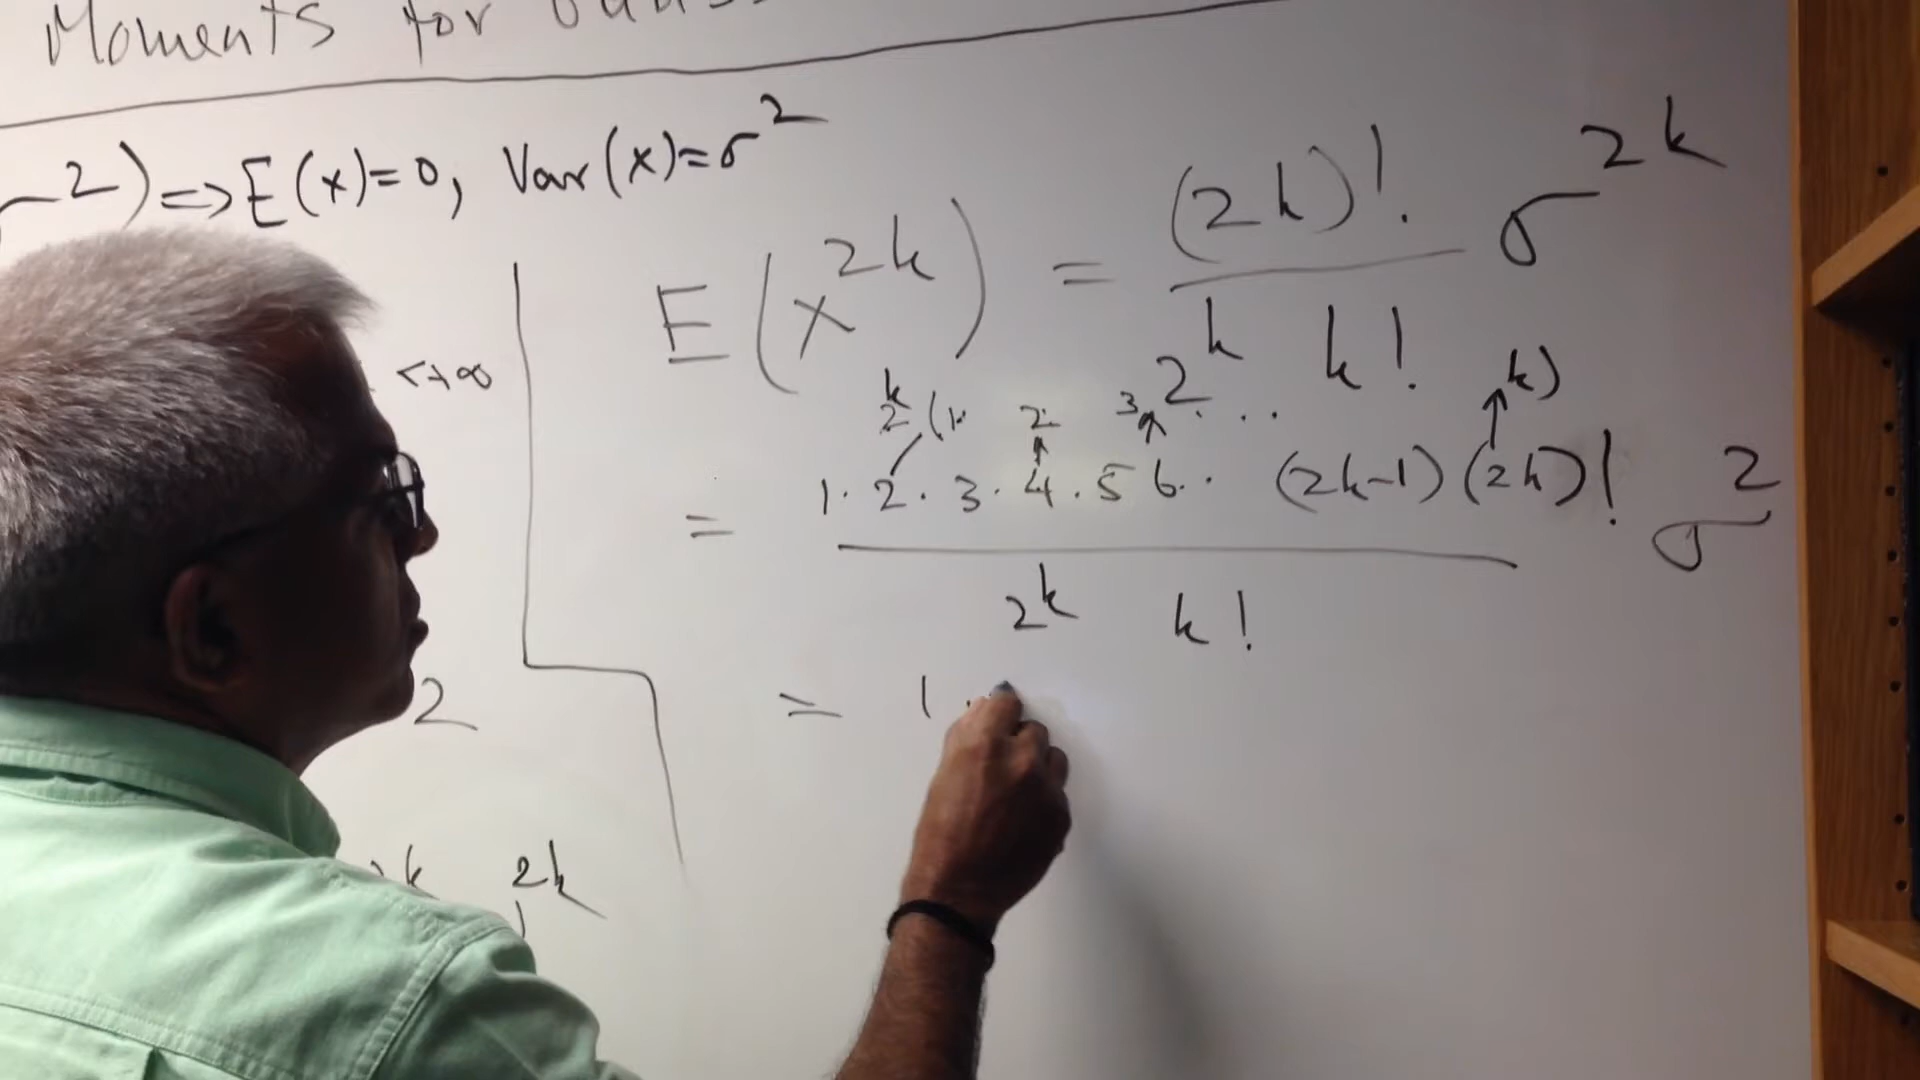 Moments for
σ²) => E(x)=0, Var(x)=σ²
E(x^{2k}) = (2k)! / (2^k k!) σ^{2k}
< +∞
2^k (1· 2· 3 · · · k)
= 1·2·3·4·5 6·· (2k-1)(2k)! / (2^k k!) σ²
= 1 ·
2
k 2k